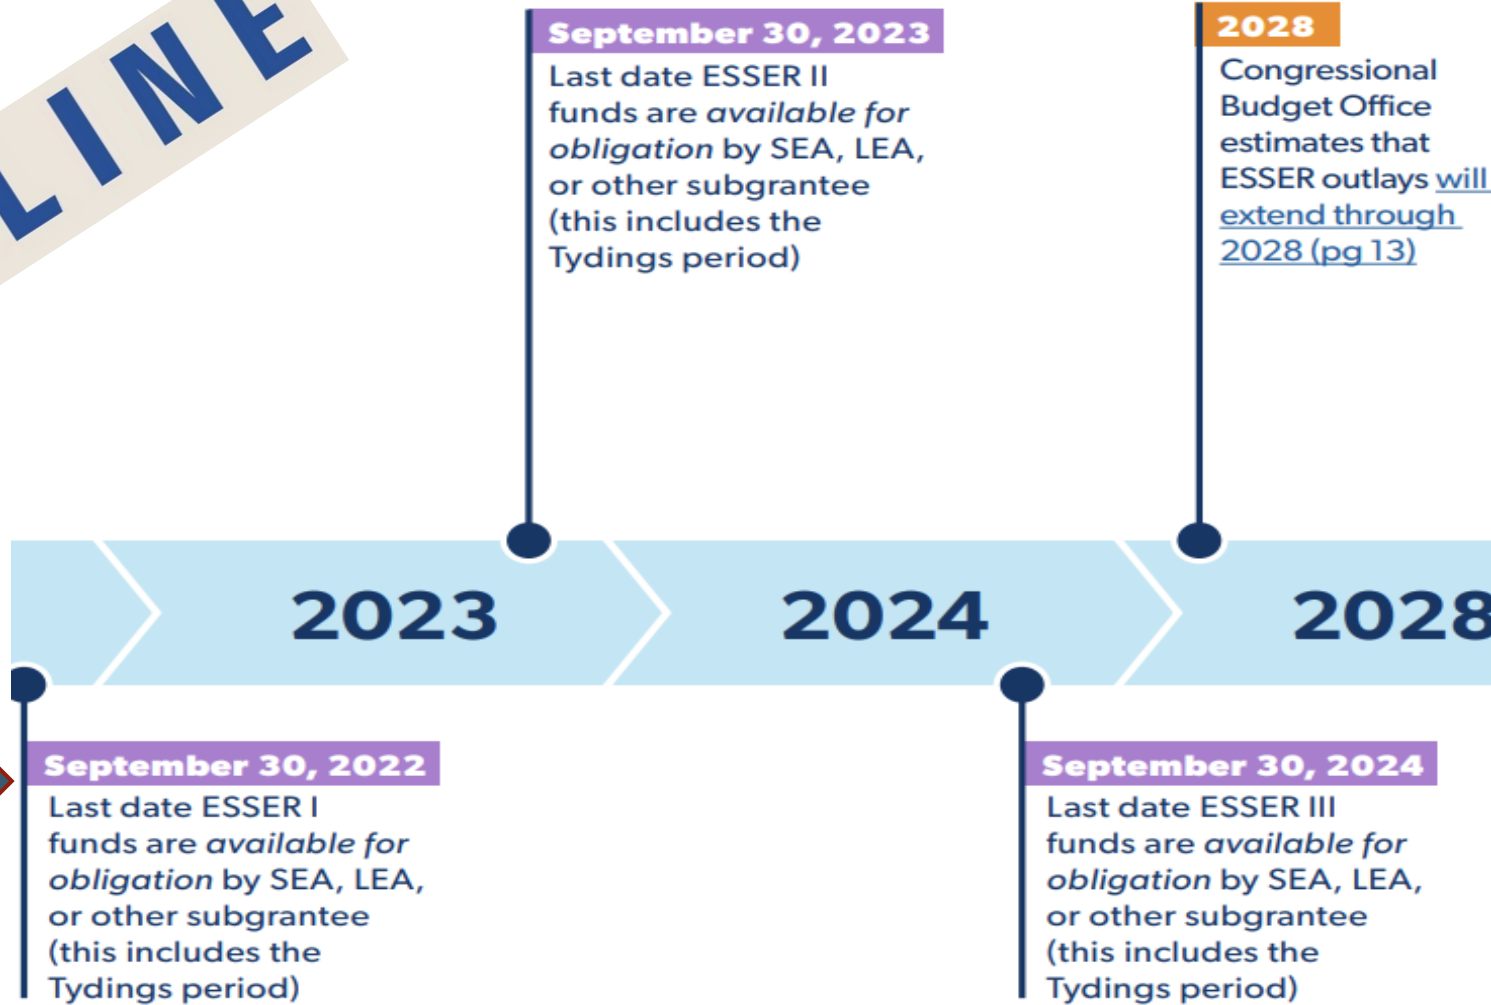 LINE
September 30, 2023
Last date ESSER II
funds are available for
obligation by SEA, LEA,
or other subgrantee
(this includes the
Tydings period)
2028
Congressional
Budget Office
estimates that
ESSER outlays will
extend through
2028 (pg 13)
2023
2024
2028
September 30, 2022
Last date ESSER I
funds are available for
obligation by SEA, LEA,
or other subgrantee
(this includes the
Tydings period)
September 30, 2024
Last date ESSER III
funds are available for
obligation by SEA, LEA,
or other subgrantee
(this includes the
Tydings period)